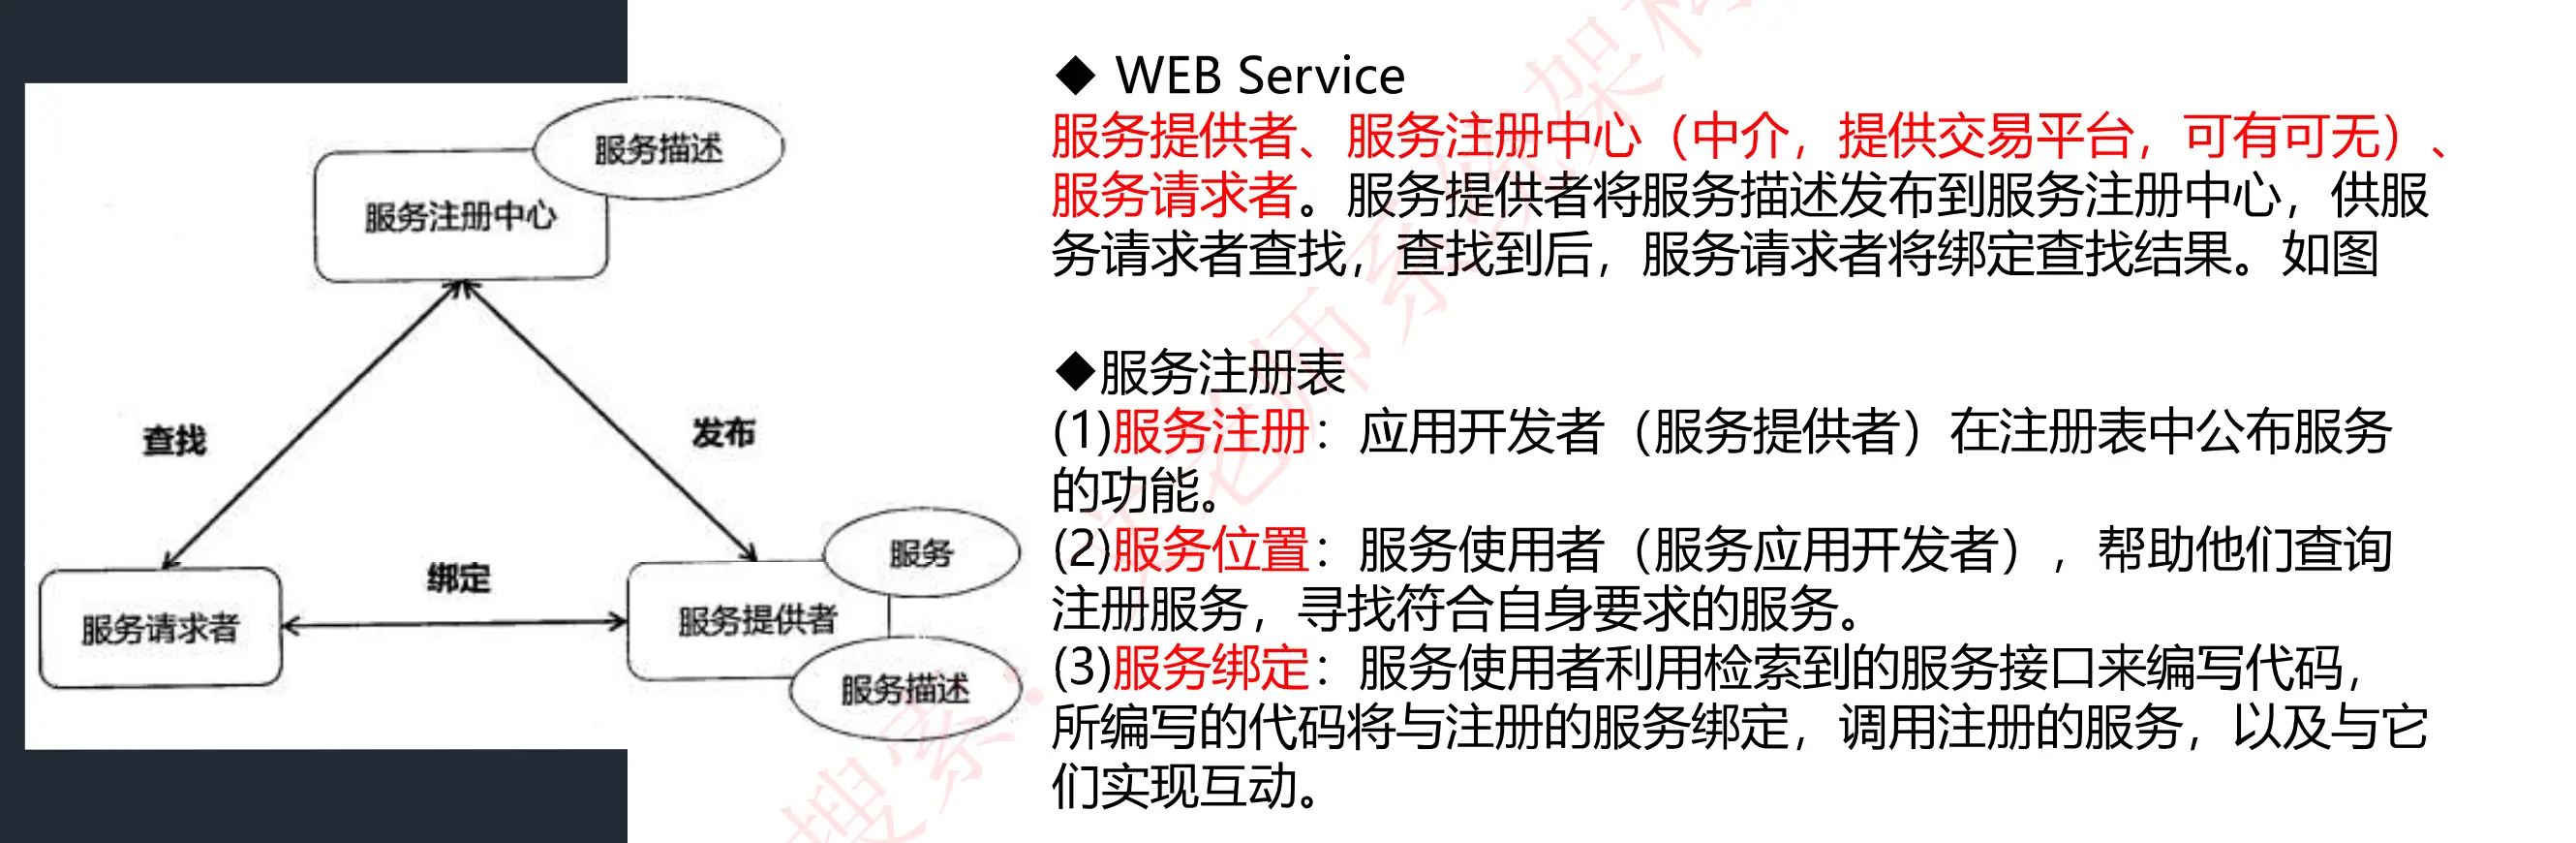 服务描述
服务注册中心
查找
发布
绑定
服务
服务请求者
服务提供者
服务描述
◆ WEB Service
服务提供者、服务注册中心（中介，提供交易平台，可有可无）、
服务请求者。服务提供者将服务描述发布到服务注册中心，供服
务请求者查找，查找到后，服务请求者将绑定查找结果。如图
◆服务注册表
(1)服务注册：应用开发者（服务提供者）在注册表中公布服务
的功能。
(2)服务位置：服务使用者（服务应用开发者），帮助他们查询
注册服务，寻找符合自身要求的服务。
(3)服务绑定：服务使用者利用检索到的服务接口来编写代码，
所编写的代码将与注册的服务绑定，调用注册的服务，以及与它
们实现互动。
搜索：
老师系统架构